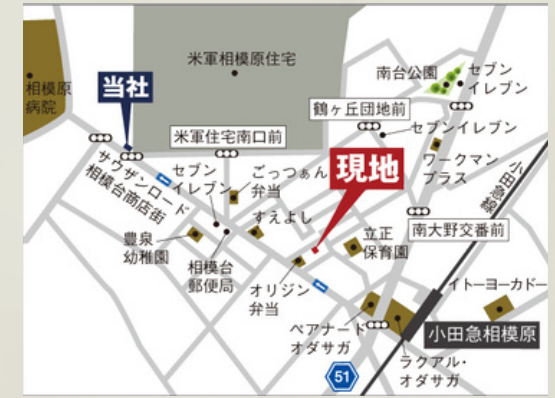 米軍相模原住宅
相模原
病院
当社
南台公園
セブン
イレブン
鶴ヶ丘団地前
セブンイレブン
米軍住宅南口前
サウザンロード
相模台商店街
セブン
イレブン
ごっつぁん
弁当
現地
ワークマン
プラス
小田急線
すえよし
豊泉
幼稚園
相模台
郵便局
立正
保育園
南大野交番前
オリジン
弁当
イトーヨーカドー
ペアナード
オダサガ
小田急相模原
ラクアル・
オダサガ
51